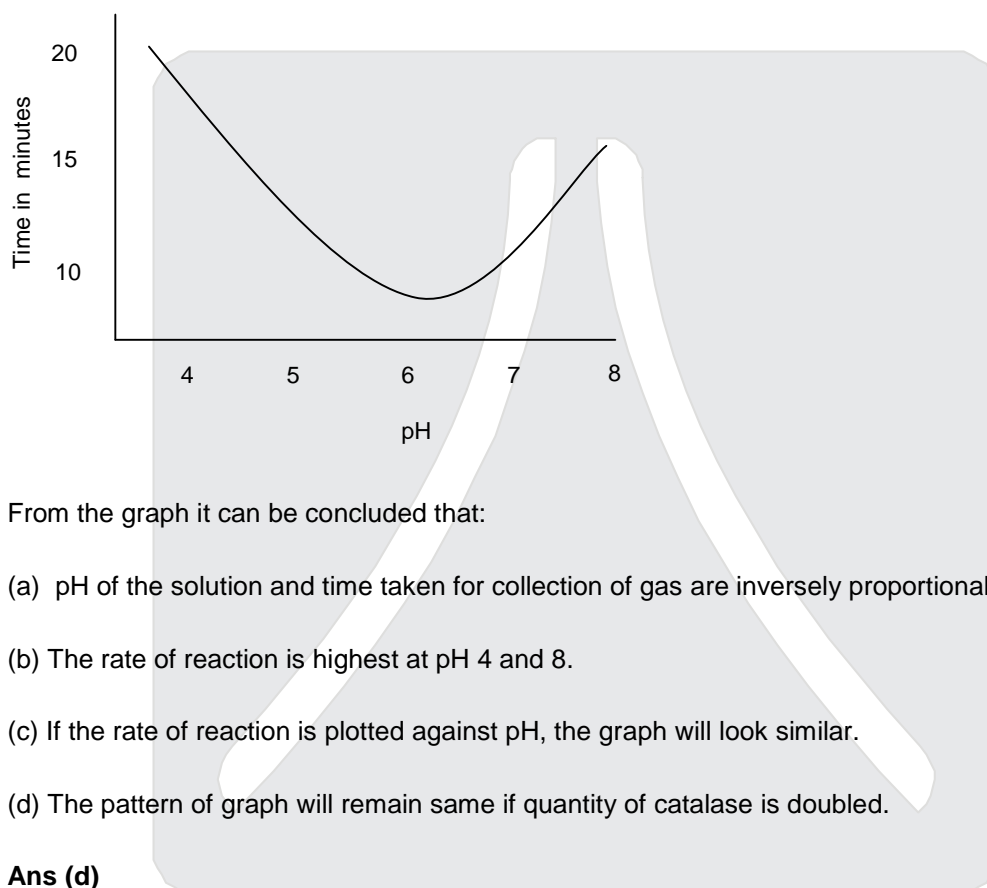 20
15
10
Time in minutes
4 5 6 7 8
pH
From the graph it can be concluded that:
(a) pH of the solution and time taken for collection of gas are inversely proportional
(b) The rate of reaction is highest at pH 4 and 8.
(c) If the rate of reaction is plotted against pH, the graph will look similar.
(d) The pattern of graph will remain same if quantity of catalase is doubled.
Ans (d)